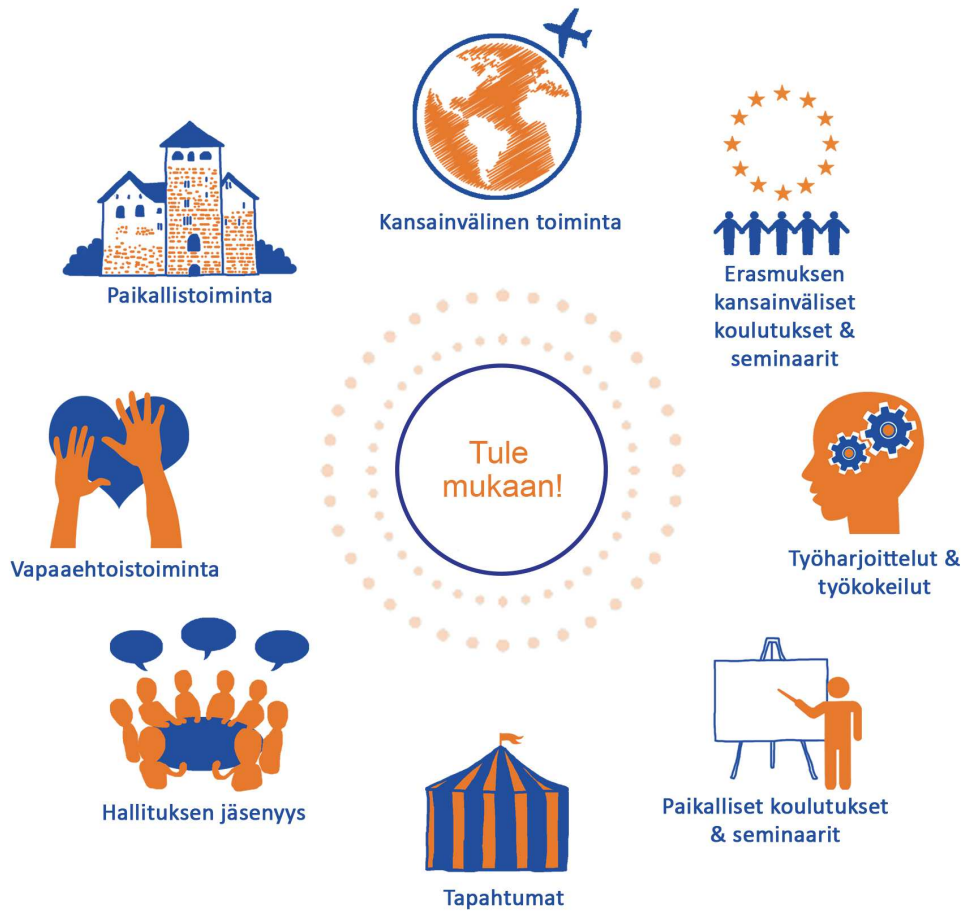 Kansainvälinen toiminta
Erasmuksen
kansainväliset
koulutukset &
seminaarit
Paikallistoiminta
Tule
mukaan!
Työharjoittelut &
työkokeilut
Vapaaehtoistoiminta
Hallituksen jäsenyys
Paikalliset koulutukset
& seminaarit
Tapahtumat